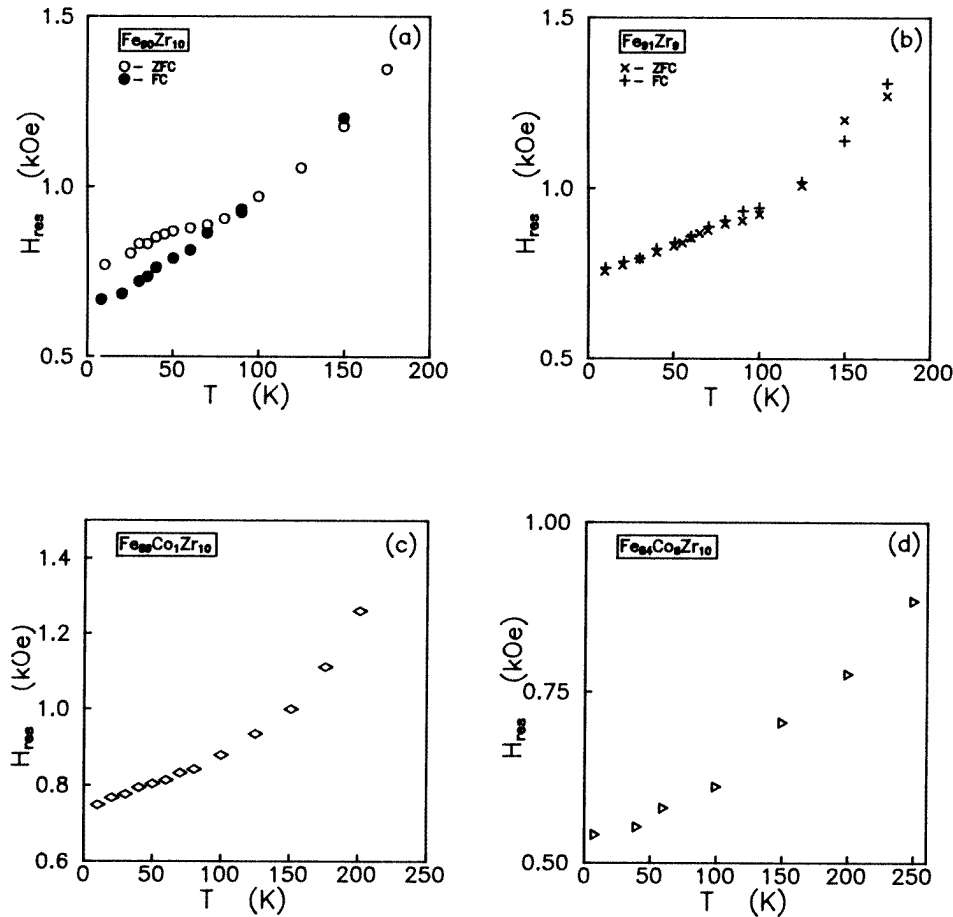 Fe₉₀Zr₁₀ (a)
○ – ZFC
● – FC
1.5
1.0
0.5
H_res (kOe)
0 50 100 150 200
T (K)
Fe₉₁Zr₉ (b)
× – ZFC
+ – FC
1.5
1.0
0.5
H_res (kOe)
0 50 100 150 200
T (K)
Fe₈₉Co₁Zr₁₀ (c)
1.4
1.2
1.0
0.8
0.6
H_res (kOe)
0 50 100 150 200 250
T (K)
(d)
1.00
0.75
0.50
H_res (kOe)
0 50 100 150 200 250
T (K)